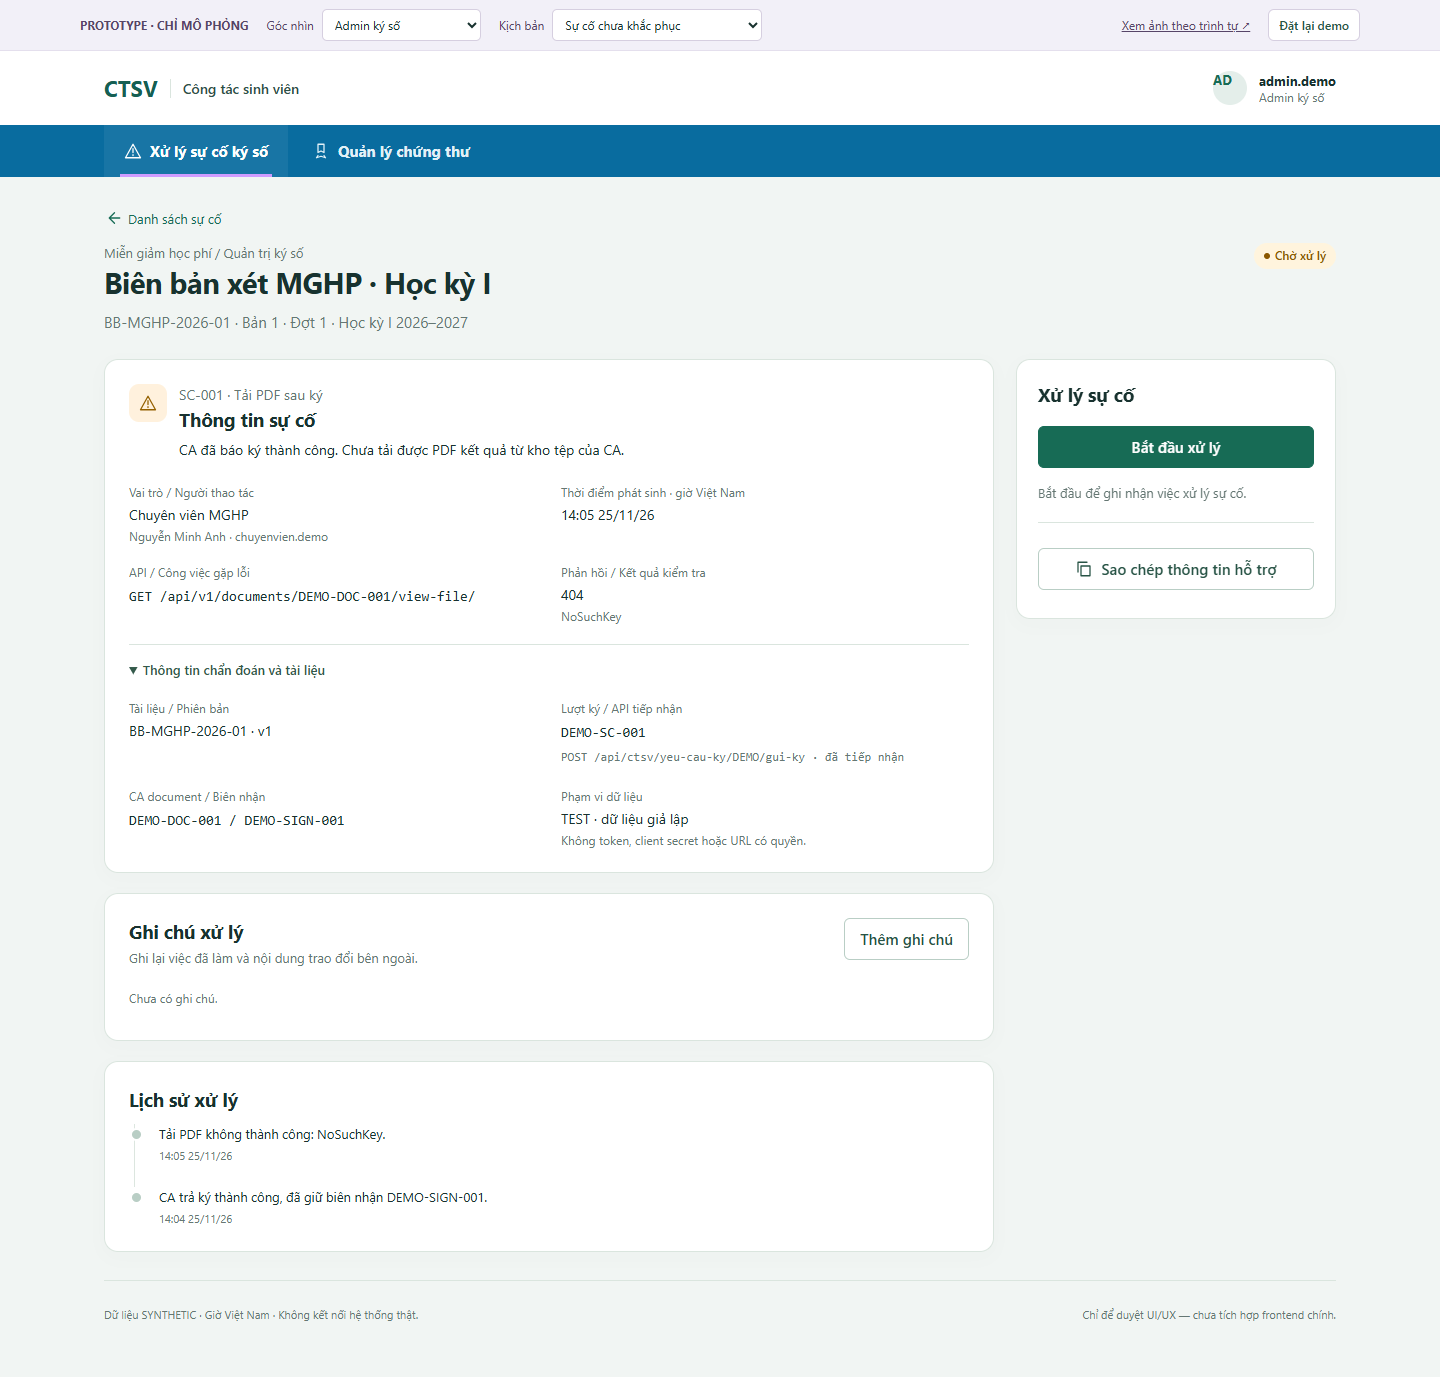 PROTOTYPE · CHỈ MÔ PHỎNG
Góc nhìn
Admin ký số
Kịch bản
Sự cố chưa khắc phục
Xem ảnh theo trình tự ↗
Đặt lại demo
CTSV
Công tác sinh viên
AD
admin.demo
Admin ký số
Xử lý sự cố ký số
Quản lý chứng thư
Danh sách sự cố
Miễn giảm học phí / Quản trị ký số
Chờ xử lý
Biên bản xét MGHP · Học kỳ I
BB-MGHP-2026-01 · Bản 1 · Đợt 1 · Học kỳ I 2026–2027
SC-001 · Tải PDF sau ký
Thông tin sự cố
CA đã báo ký thành công. Chưa tải được PDF kết quả từ kho tệp của CA.
Vai trò / Người thao tác
Chuyên viên MGHP
Nguyễn Minh Anh · chuyenvien.demo
Thời điểm phát sinh · giờ Việt Nam
14:05 25/11/26
API / Công việc gặp lỗi
GET /api/v1/documents/DEMO-DOC-001/view-file/
Phản hồi / Kết quả kiểm tra
404
NoSuchKey
Thông tin chẩn đoán và tài liệu
Tài liệu / Phiên bản
BB-MGHP-2026-01 · v1
Lượt ký / API tiếp nhận
DEMO-SC-001
POST /api/ctsv/yeu-cau-ky/DEMO/gui-ky · đã tiếp nhận
CA document / Biên nhận
DEMO-DOC-001 / DEMO-SIGN-001
Phạm vi dữ liệu
TEST · dữ liệu giả lập
Không token, client secret hoặc URL có quyền.
Xử lý sự cố
Bắt đầu xử lý
Bắt đầu để ghi nhận việc xử lý sự cố.
Sao chép thông tin hỗ trợ
Ghi chú xử lý
Ghi lại việc đã làm và nội dung trao đổi bên ngoài.
Thêm ghi chú
Chưa có ghi chú.
Lịch sử xử lý
Tải PDF không thành công: NoSuchKey.
14:05 25/11/26
CA trả ký thành công, đã giữ biên nhận DEMO-SIGN-001.
14:04 25/11/26
Dữ liệu SYNTHETIC · Giờ Việt Nam · Không kết nối hệ thống thật.
Chỉ để duyệt UI/UX — chưa tích hợp frontend chính.